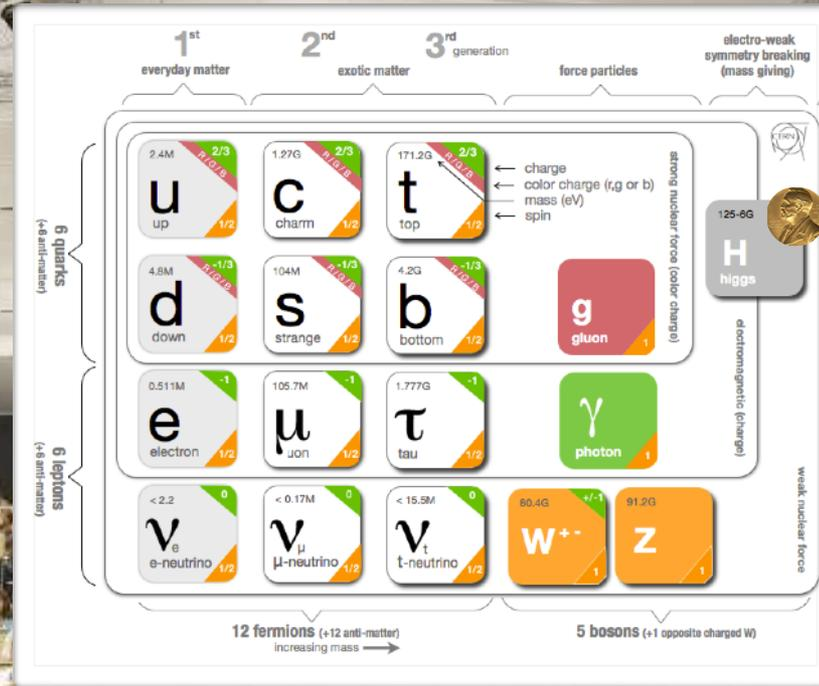 1st
everyday matter
2nd
3rd generation
exotic matter
force particles
electro-weak
symmetry breaking
(mass giving)
CERN
6 quarks
(+6 anti-matter)
2.4M
2/3
R/G/B
u
up
1/2
1.27G
2/3
R/G/B
c
charm
1/2
171.2G
2/3
R/G/B
t
top
1/2
charge
color charge (r,g or b)
mass (eV)
spin
strong nuclear force (color charge)
125-6G
H
higgs
4.8M
-1/3
R/G/B
d
down
1/2
104M
-1/3
R/G/B
s
strange
1/2
4.2G
-1/3
R/G/B
b
bottom
1/2
g
gluon
1
electromagnetic (charge)
6 leptons
(+6 anti-matter)
0.511M
-1
e
electron
1/2
105.7M
-1
μ
uon
1/2
1.777G
-1
τ
tau
1/2
γ
photon
1
weak nuclear force
< 2.2
0
νe
e-neutrino
1/2
< 0.17M
0
νμ
μ-neutrino
1/2
< 15.5M
0
νt
t-neutrino
1/2
80.4G
+/-1
W+-
1
91.2G
Z
1
12 fermions (+12 anti-matter)
increasing mass
5 bosons (+1 opposite charged W)